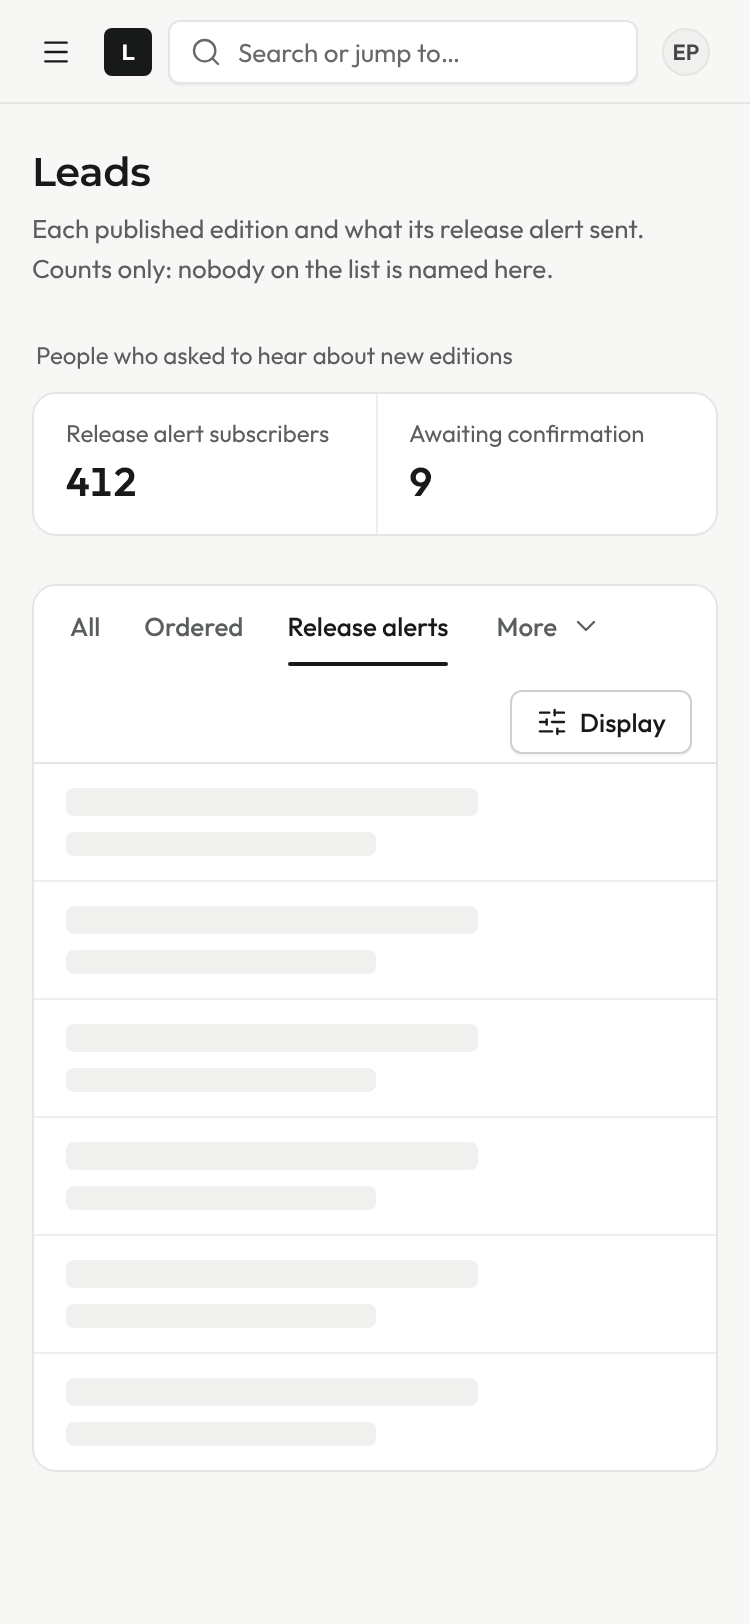 L
Search or jump to...
EP
Leads
Each published edition and what its release alert sent.
Counts only: nobody on the list is named here.
People who asked to hear about new editions
Release alert subscribers
412
Awaiting confirmation
9
All
Ordered
Release alerts
More
Display